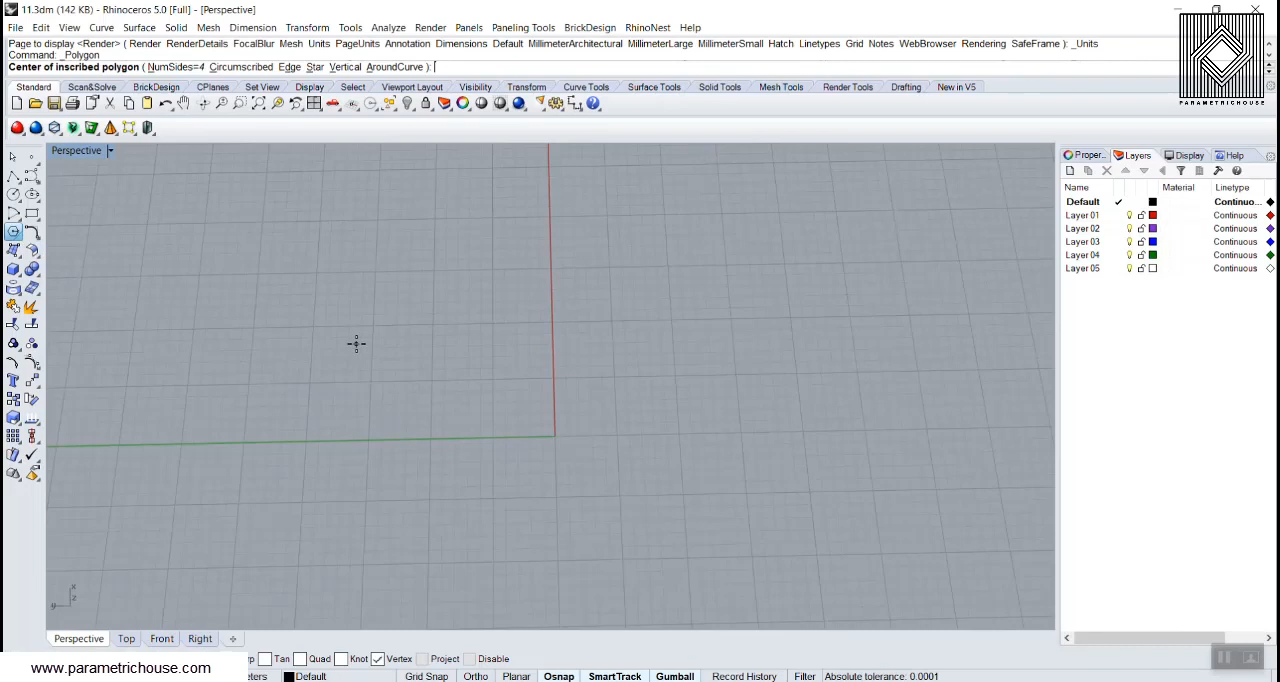 11.3dm (142 KB) - Rhinoceros 5.0 [Full] - [Perspective]
File Edit View Curve Surface Solid Mesh Dimension Transform Tools Analyze Render Panels Paneling Tools BrickDesign RhinoNest Help
Page to display <Render> ( Render RenderDetails FocalBlur Mesh Units PageUnits Annotation Dimensions Default MillimeterArchitectural MillimeterLarge MillimeterSmall Hatch Linetypes Grid Notes WebBrowser Rendering SafeFrame ): _Units
Command: _Polygon
Center of inscribed polygon ( NumSides=4 Circumscribed Edge Star Vertical AroundCurve ):
PARAMETRICHOUSE
Standard Scan&Solve BrickDesign CPlanes Set View Display Select Viewport Layout Visibility Transform Curve Tools Surface Tools Solid Tools Mesh Tools Render Tools Drafting New in V5
Perspective
Proper... Layers Display Help
Name Material Linetype
Default Continuo...
Layer 01 Continuous
Layer 02 Continuous
Layer 03 Continuous
Layer 04 Continuous
Layer 05 Continuous
x
y z
Perspective Top Front Right
Tan Quad Knot Vertex Project Disable
www.parametrichouse.com
Default Grid Snap Ortho Planar Osnap SmartTrack Gumball Record History Filter Absolute tolerance: 0.0001